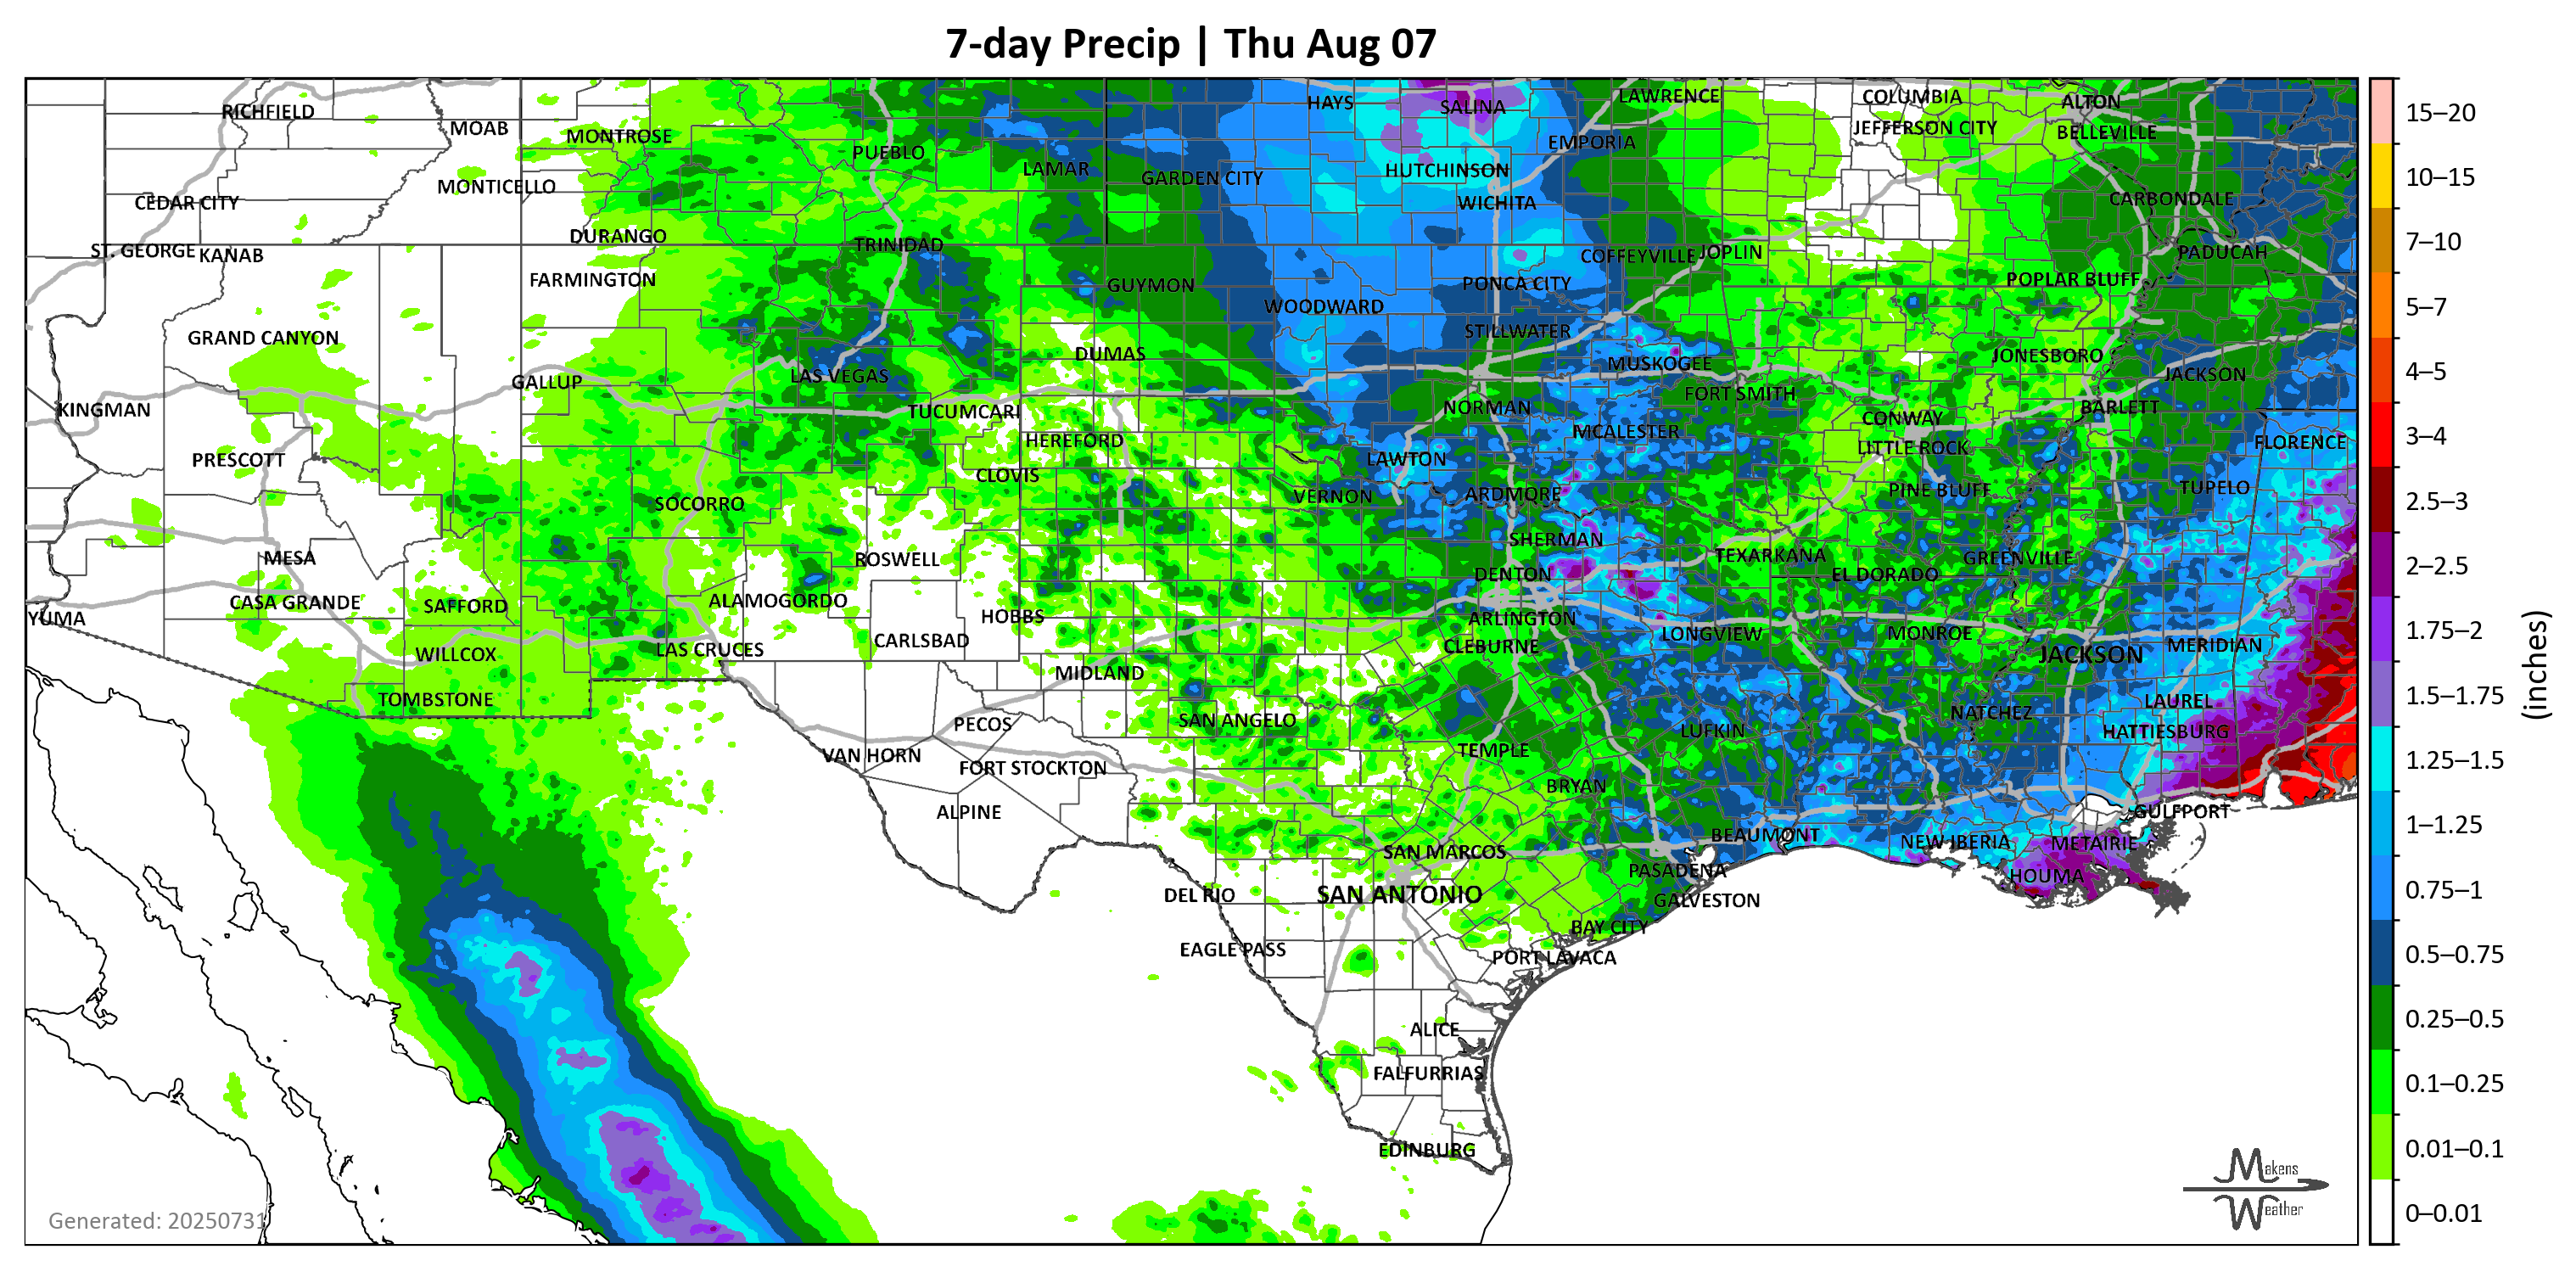 7-day Precip | Thu Aug 07
RICHFIELD
MOAB
MONTROSE
PUEBLO
LAMAR
HAYS
SALINA
LAWRENCE
COLUMBIA
ALTON
JEFFERSON CITY
BELLEVILLE
EMPORIA
HUTCHINSON
GARDEN CITY
MONTICELLO
CEDAR CITY
WICHITA
CARBONDALE
DURANGO
TRINIDAD
ST. GEORGE
KANAB
COFFEYVILLE
JOPLIN
PADUCAH
FARMINGTON
GUYMON
PONCA CITY
POPLAR BLUFF
WOODWARD
GRAND CANYON
STILLWATER
DUMAS
MUSKOGEE
JONESBORO
GALLUP
LAS VEGAS
JACKSON
FORT SMITH
KINGMAN
TUCUMCARI
NORMAN
BARLETT
CONWAY
HEREFORD
MCALESTER
FLORENCE
PRESCOTT
LAWTON
LITTLE ROCK
CLOVIS
SOCORRO
VERNON
ARDMORE
PINE BLUFF
TUPELO
MESA
ROSWELL
SHERMAN
TEXARKANA
GREENVILLE
DENTON
EL DORADO
CASA GRANDE
SAFFORD
ALAMOGORDO
HOBBS
YUMA
ARLINGTON
WILLCOX
LAS CRUCES
CARLSBAD
CLEBURNE
LONGVIEW
MONROE
JACKSON
MERIDIAN
MIDLAND
TOMBSTONE
PECOS
SAN ANGELO
NATCHEZ
LAUREL
LUFKIN
HATTIESBURG
VAN HORN
FORT STOCKTON
TEMPLE
BRYAN
ALPINE
GULFPORT
BEAUMONT
NEW IBERIA
METAIRIE
SAN MARCOS
PASADENA
HOUMA
DEL RIO
SAN ANTONIO
GALVESTON
BAY CITY
EAGLE PASS
PORT LAVACA
ALICE
FALFURRIAS
EDINBURG
Generated: 20250731
Makens
Weather
15–20
10–15
7–10
5–7
4–5
3–4
2.5–3
2–2.5
1.75–2
1.5–1.75
1.25–1.5
1–1.25
0.75–1
0.5–0.75
0.25–0.5
0.1–0.25
0.01–0.1
0–0.01
(inches)